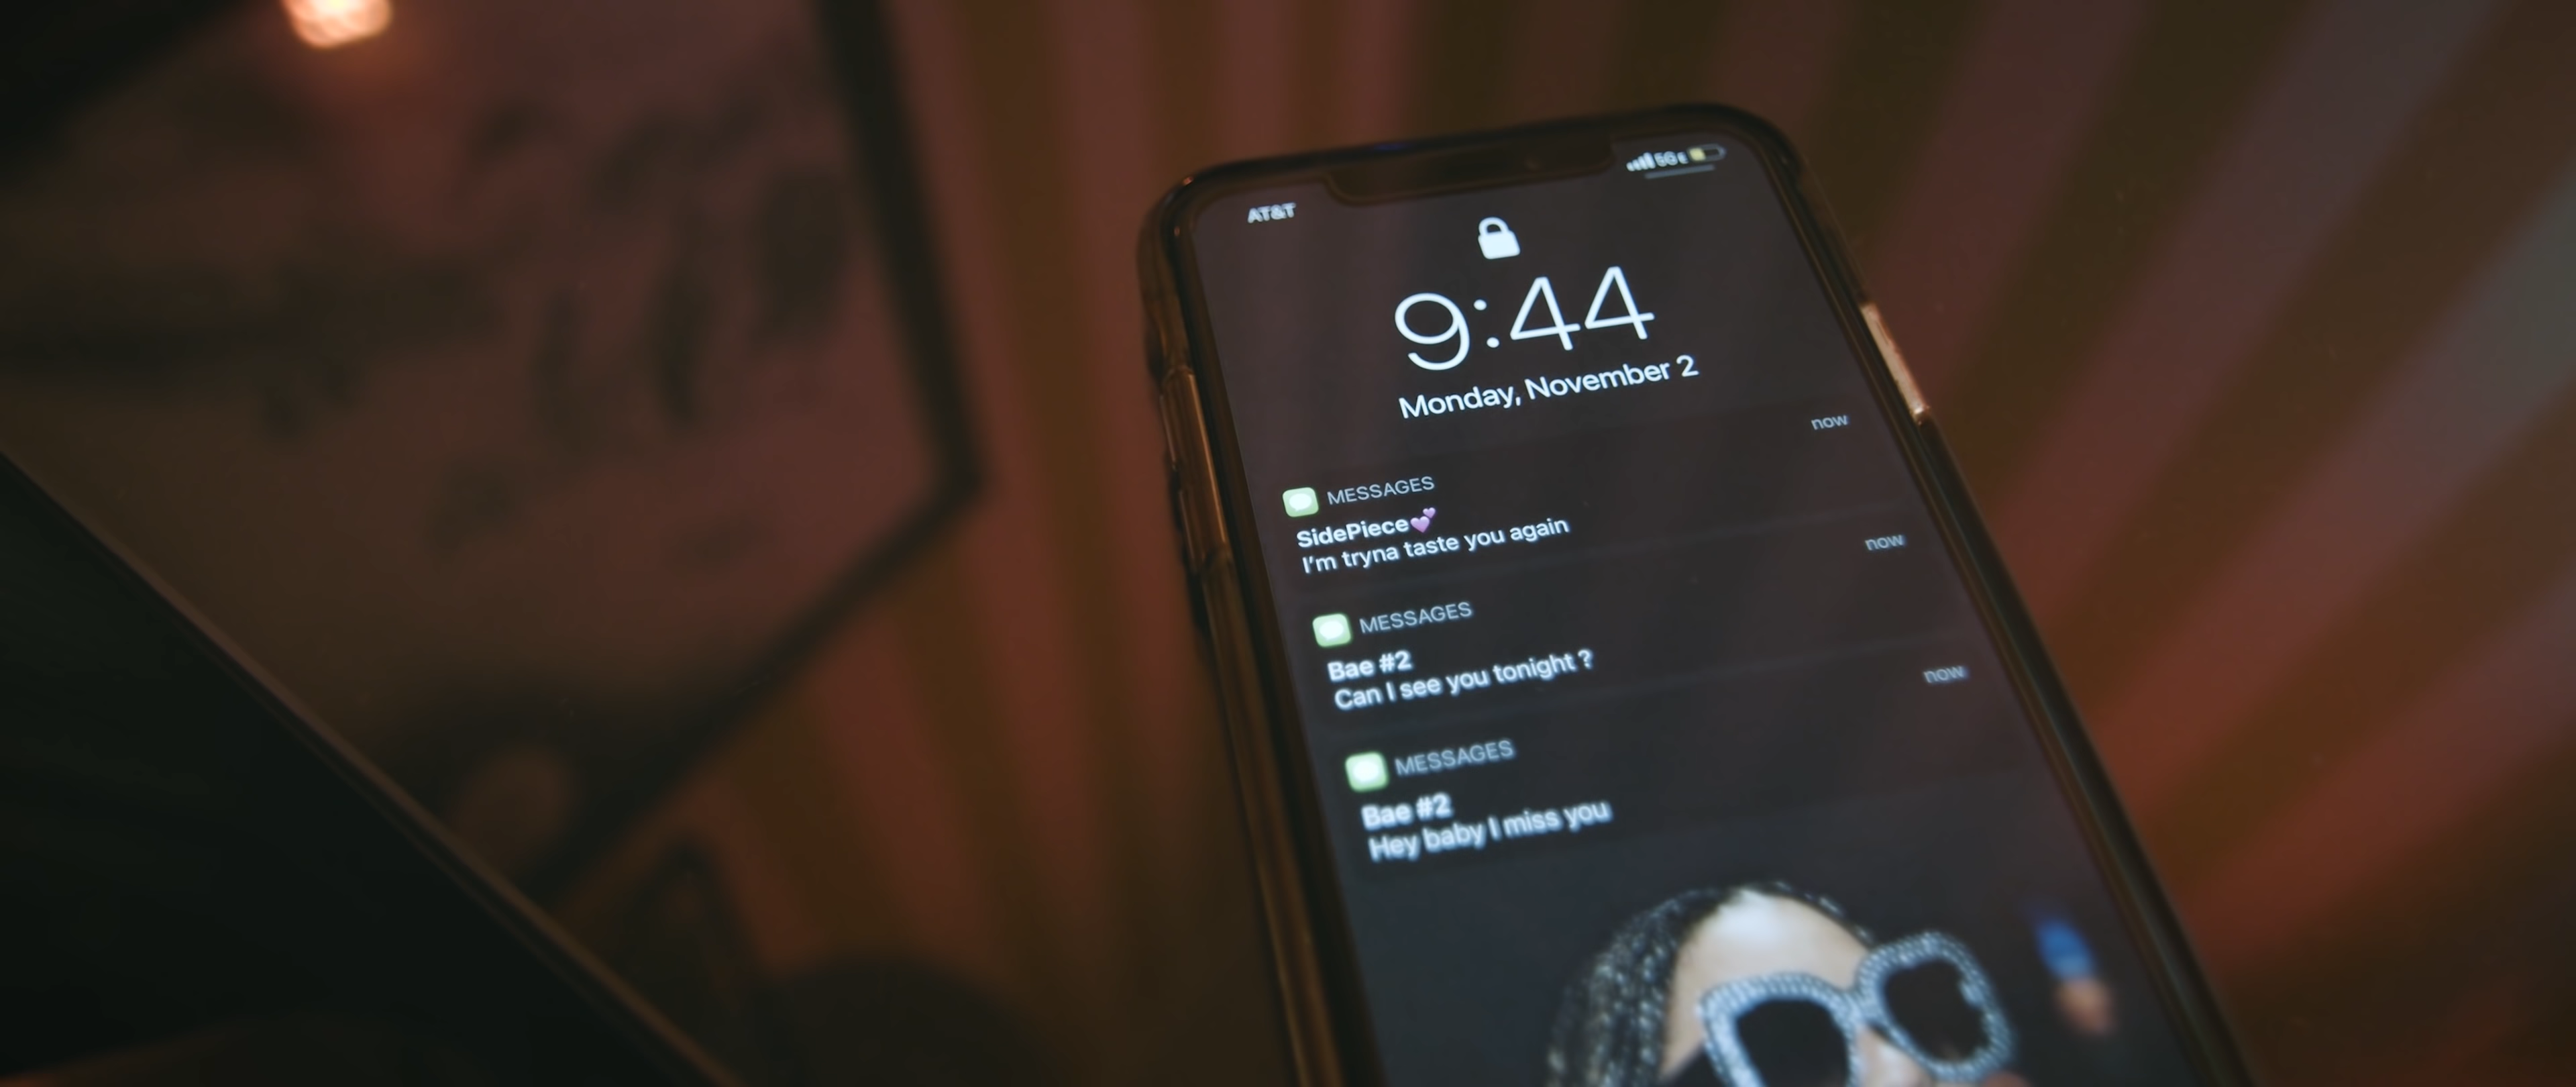 AT&T 5GE
9:44
Monday, November 2
now
MESSAGES
SidePiece💕
I'm tryna taste you again
now
MESSAGES
Bae #2
Can I see you tonight ?
now
MESSAGES
Bae #2
Hey baby I miss you